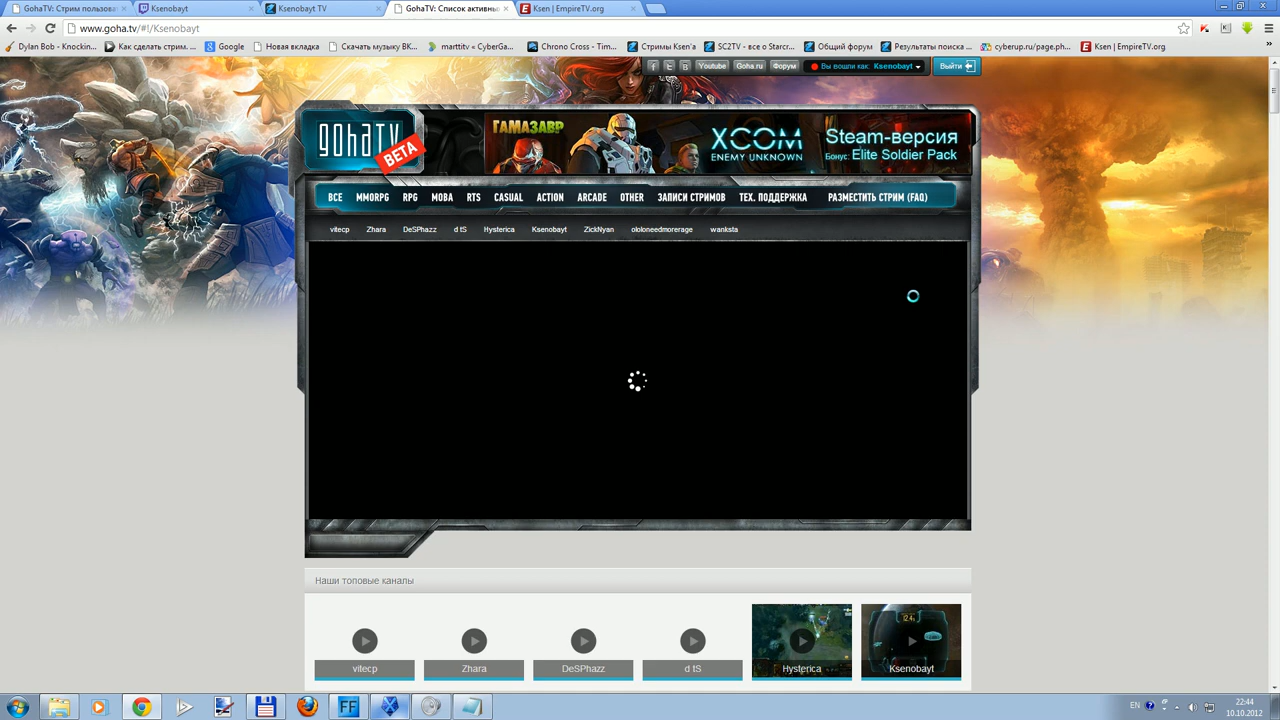 GohaTV: Стрим пользова
Ksenobayt
Ksenobayt TV
GohaTV: Список активны
Ksen | EmpireTV.org
www.goha.tv/#!/Ksenobayt
Dylan Bob - Knockin...
Как сделать стрим. ...
Google
Новая вкладка
Скачать музыку ВК...
marttitv « CyberGa...
Chrono Cross - Tim...
Стримы Ksen'a
SC2TV - все о Starcr...
Общий форум
Результаты поиска ...
cyberup.ru/page.ph...
Ksen | EmpireTV.org
Youtube
Goha.ru
Форум
Вы вошли как: Ksenobayt
Выйти
gohaTV
BETA
ГАМАЗАВР
XCOM
ENEMY UNKNOWN
Steam-версия
Бонус: Elite Soldier Pack
ВСЕ
MMORPG
RPG
MOBA
RTS
CASUAL
ACTION
ARCADE
OTHER
ЗАПИСИ СТРИМОВ
ТЕХ. ПОДДЕРЖКА
РАЗМЕСТИТЬ СТРИМ (FAQ)
vitecp
Zhara
DeSPhazz
d tS
Hysterica
Ksenobayt
ZickNyan
ololoneedmorerage
wanksta
Наши топовые каналы
vitecp
Zhara
DeSPhazz
d tS
Hysterica
Ksenobayt
FF
EN
22:44
10.10.2012